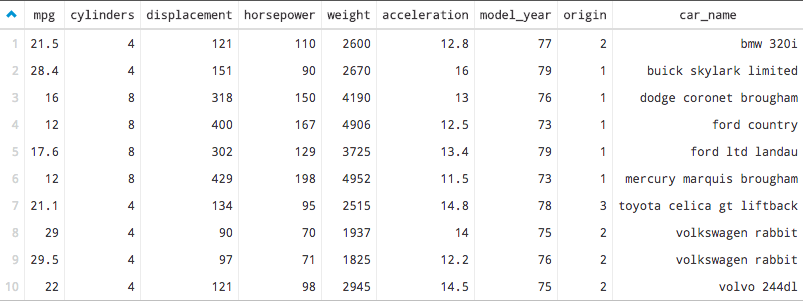 mpg cylinders displacement horsepower weight acceleration model_year origin car_name
1 21.5 4 121 110 2600 12.8 77 2 bmw 320i
2 28.4 4 151 90 2670 16 79 1 buick skylark limited
3 16 8 318 150 4190 13 76 1 dodge coronet brougham
4 12 8 400 167 4906 12.5 73 1 ford country
5 17.6 8 302 129 3725 13.4 79 1 ford ltd landau
6 12 8 429 198 4952 11.5 73 1 mercury marquis brougham
7 21.1 4 134 95 2515 14.8 78 3 toyota celica gt liftback
8 29 4 90 70 1937 14 75 2 volkswagen rabbit
9 29.5 4 97 71 1825 12.2 76 2 volkswagen rabbit
10 22 4 121 98 2945 14.5 75 2 volvo 244dl